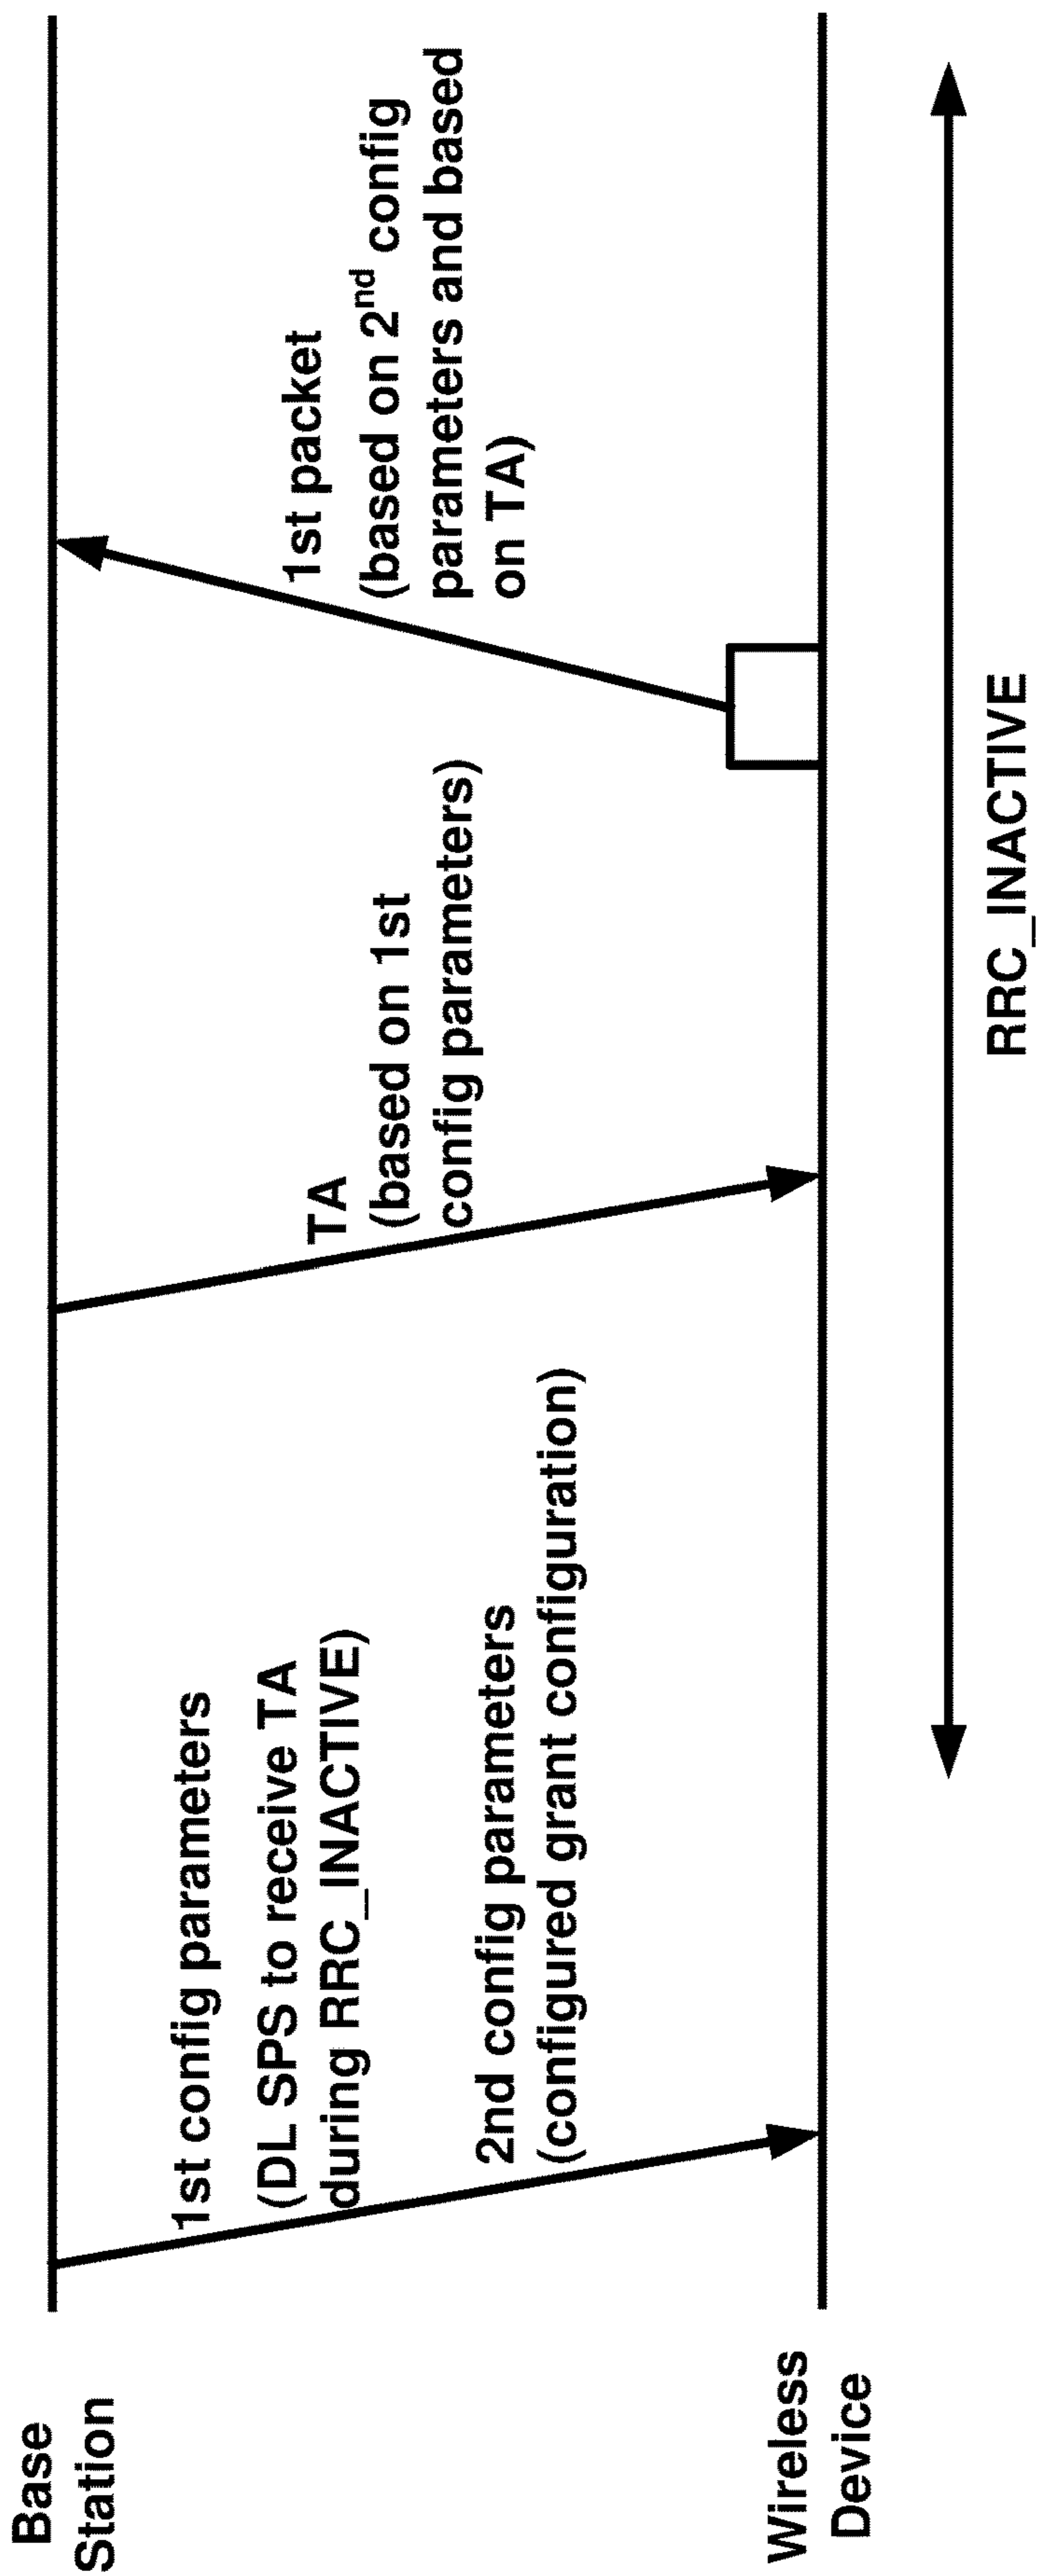 Base
Station
1st config parameters
(DL SPS to receive TA
during RRC_INACTIVE)
2nd config parameters
(configured grant configuration)
TA
(based on 1st
config parameters)
1st packet
(based on 2nd config
parameters and based
on TA)
Wireless
Device
RRC_INACTIVE